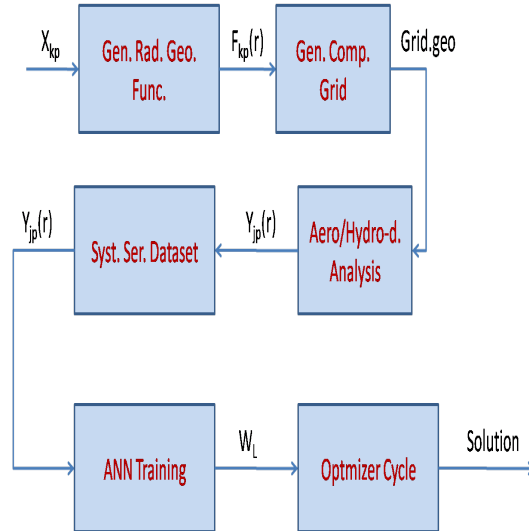 X_kp
Gen. Rad. Geo.
Func.
F_kp(r)
Gen. Comp.
Grid
Grid.geo
Y_jp(r)
Syst. Ser. Dataset
Y_jp(r)
Aero/Hydro-d.
Analysis
ANN Training
W_L
Optmizer Cycle
Solution